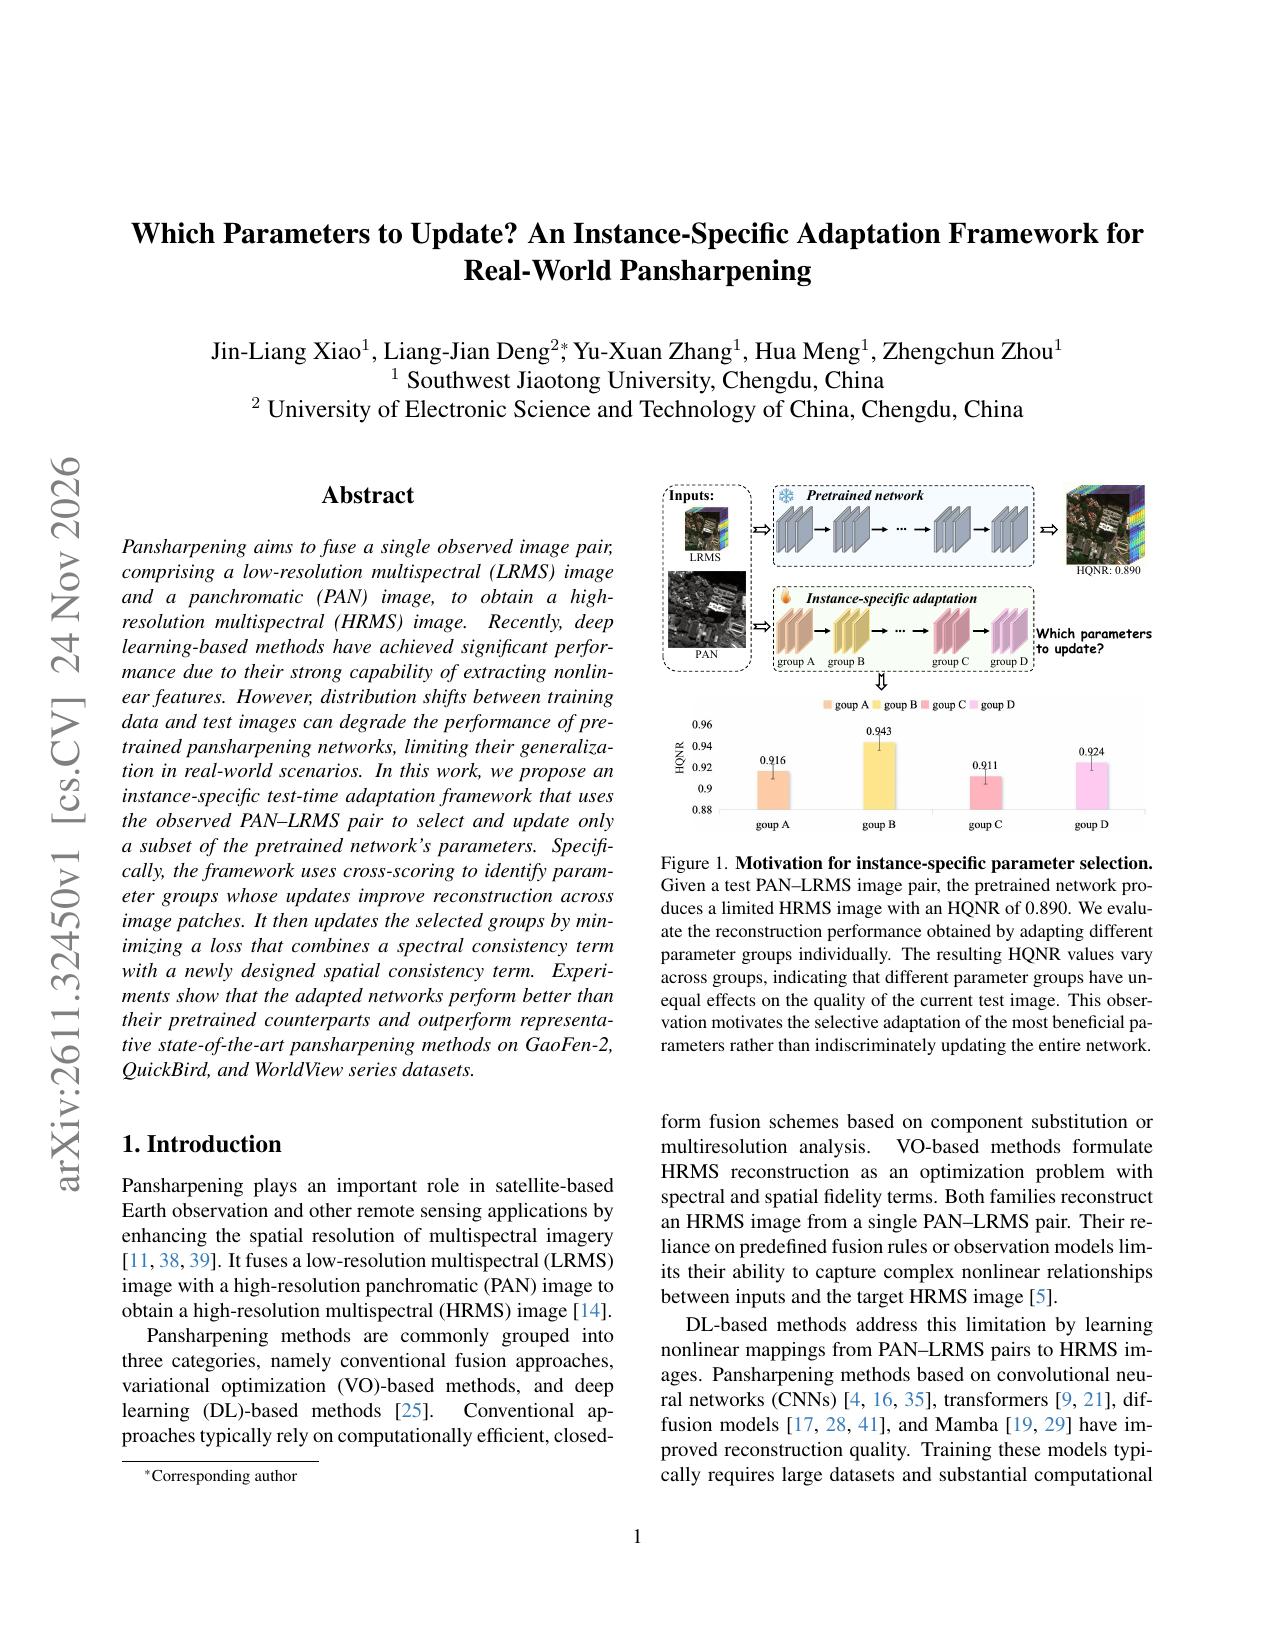 Which Parameters to Update? An Instance-Specific Adaptation Framework for
Real-World Pansharpening
Jin-Liang Xiao¹, Liang-Jian Deng²*, Yu-Xuan Zhang¹, Hua Meng¹, Zhengchun Zhou¹
¹ Southwest Jiaotong University, Chengdu, China
² University of Electronic Science and Technology of China, Chengdu, China
arXiv:2611.32450v1 [cs.CV] 24 Nov 2026
Abstract
Pansharpening aims to fuse a single observed image pair,
comprising a low-resolution multispectral (LRMS) image
and a panchromatic (PAN) image, to obtain a high-
resolution multispectral (HRMS) image. Recently, deep
learning-based methods have achieved significant perfor-
mance due to their strong capability of extracting nonlin-
ear features. However, distribution shifts between training
data and test images can degrade the performance of pre-
trained pansharpening networks, limiting their generaliza-
tion in real-world scenarios. In this work, we propose an
instance-specific test-time adaptation framework that uses
the observed PAN–LRMS pair to select and update only
a subset of the pretrained network's parameters. Specifi-
cally, the framework uses cross-scoring to identify param-
eter groups whose updates improve reconstruction across
image patches. It then updates the selected groups by min-
imizing a loss that combines a spectral consistency term
with a newly designed spatial consistency term. Experi-
ments show that the adapted networks perform better than
their pretrained counterparts and outperform representa-
tive state-of-the-art pansharpening methods on GaoFen-2,
QuickBird, and WorldView series datasets.
1. Introduction
Pansharpening plays an important role in satellite-based
Earth observation and other remote sensing applications by
enhancing the spatial resolution of multispectral imagery
[11, 38, 39]. It fuses a low-resolution multispectral (LRMS)
image with a high-resolution panchromatic (PAN) image to
obtain a high-resolution multispectral (HRMS) image [14].
Pansharpening methods are commonly grouped into
three categories, namely conventional fusion approaches,
variational optimization (VO)-based methods, and deep
learning (DL)-based methods [25]. Conventional ap-
proaches typically rely on computationally efficient, closed-
*Corresponding author
Inputs:
LRMS
PAN
Pretrained network
...
HQNR: 0.890
Instance-specific adaptation
...
group A group B group C group D
Which parameters
to update?
goup A goup B goup C goup D
HQNR
0.96
0.94
0.92
0.9
0.88
0.916
0.943
0.911
0.924
goup A goup B goup C goup D
Figure 1. Motivation for instance-specific parameter selection.
Given a test PAN–LRMS image pair, the pretrained network pro-
duces a limited HRMS image with an HQNR of 0.890. We evalu-
ate the reconstruction performance obtained by adapting different
parameter groups individually. The resulting HQNR values vary
across groups, indicating that different parameter groups have un-
equal effects on the quality of the current test image. This obser-
vation motivates the selective adaptation of the most beneficial pa-
rameters rather than indiscriminately updating the entire network.
form fusion schemes based on component substitution or
multiresolution analysis. VO-based methods formulate
HRMS reconstruction as an optimization problem with
spectral and spatial fidelity terms. Both families reconstruct
an HRMS image from a single PAN–LRMS pair. Their re-
liance on predefined fusion rules or observation models lim-
its their ability to capture complex nonlinear relationships
between inputs and the target HRMS image [5].
DL-based methods address this limitation by learning
nonlinear mappings from PAN–LRMS pairs to HRMS im-
ages. Pansharpening methods based on convolutional neu-
ral networks (CNNs) [4, 16, 35], transformers [9, 21], dif-
fusion models [17, 28, 41], and Mamba [19, 29] have im-
proved reconstruction quality. Training these models typi-
cally requires large datasets and substantial computational
1